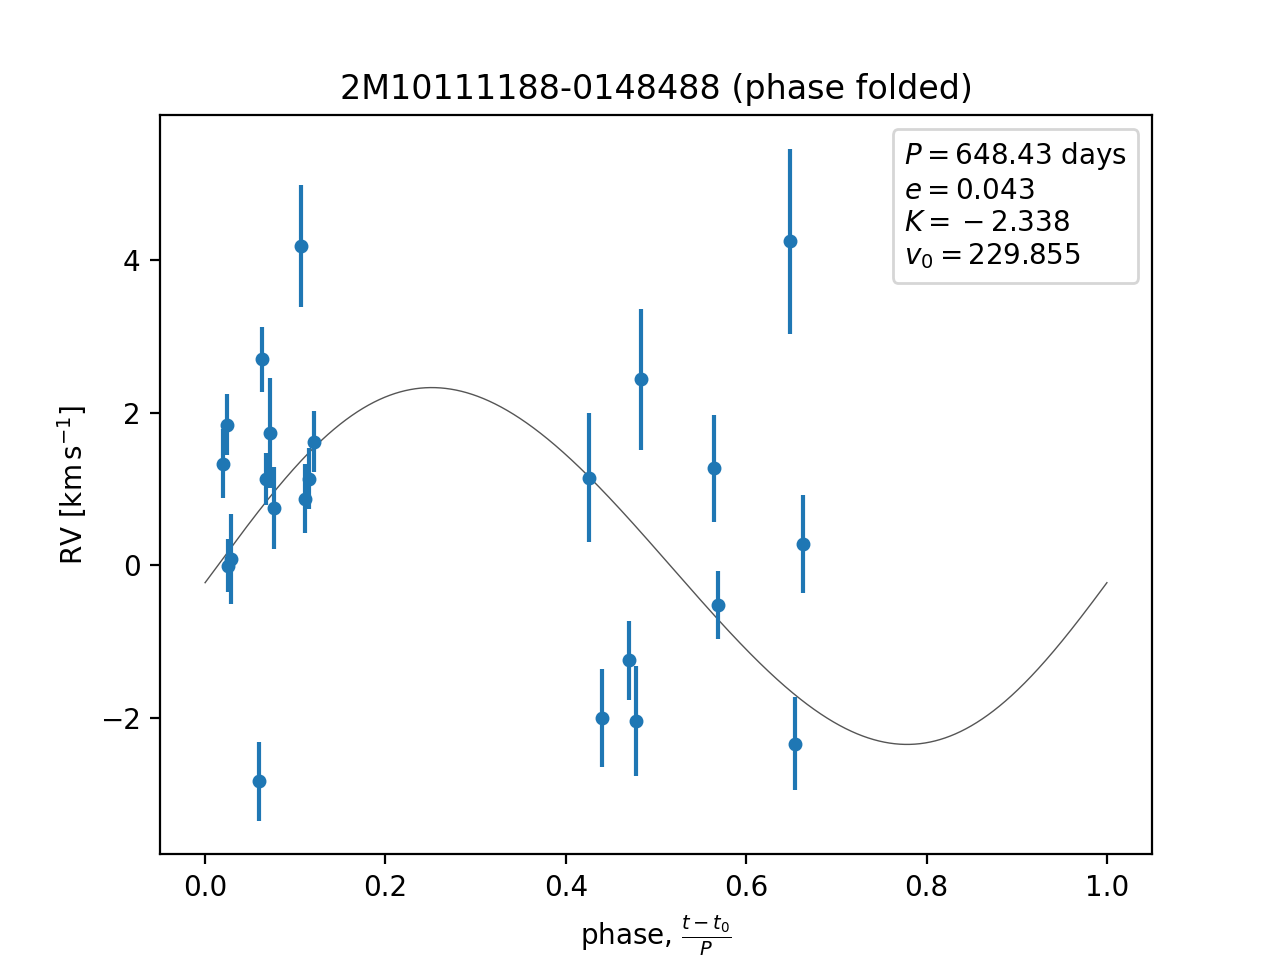 2M10111188-0148488 (phase folded)
P = 648.43 days
e = 0.043
K = −2.338
v₀ = 229.855
4
2
0
−2
RV [km s⁻¹]
0.0 0.2 0.4 0.6 0.8 1.0
phase, (t − t₀)/P